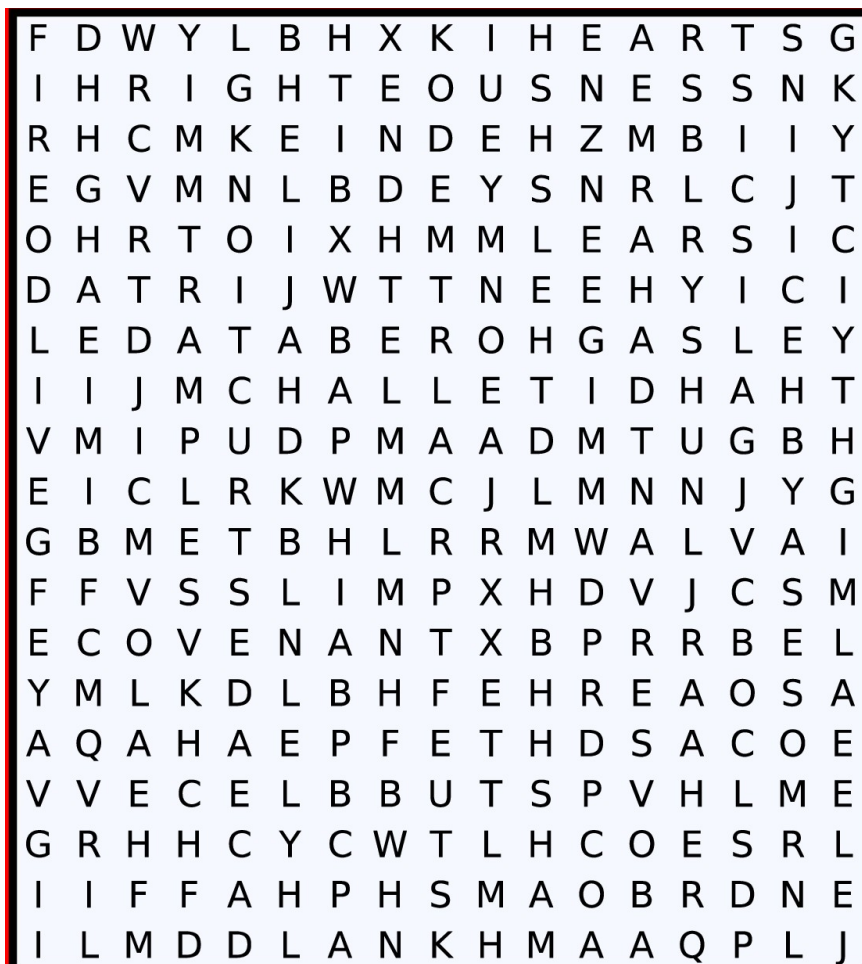 F D W Y L B H X K I H E A R T S G
I H R I G H T E O U S N E S S N K
R H C M K E I N D E H Z M B I I Y
E G V M N L B D E Y S N R L C J T
O H R T O I X H M M L E A R S I C
D A T R I J W T T N E E H Y I C I
L E D A T A B E R O H G A S L E Y
I I J M C H A L L E T I D H A H T
V M I P U D P M A A D M T U G B H
E I C L R K W M C J L M N N J Y G
G B M E T B H L R R M W A L V A I
F F V S S L I M P X H D V J C S M
E C O V E N A N T X B P R R B E L
Y M L K D L B H F E H R E A O S A
A Q A H A E P F E T H D S A C O E
V V E C E L B B U T S P V H L M E
G R H H C Y C W T L H C O E S R L
I I F F A H P H S M A O B R D N E
I L M D D L A N K H M A A Q P L J